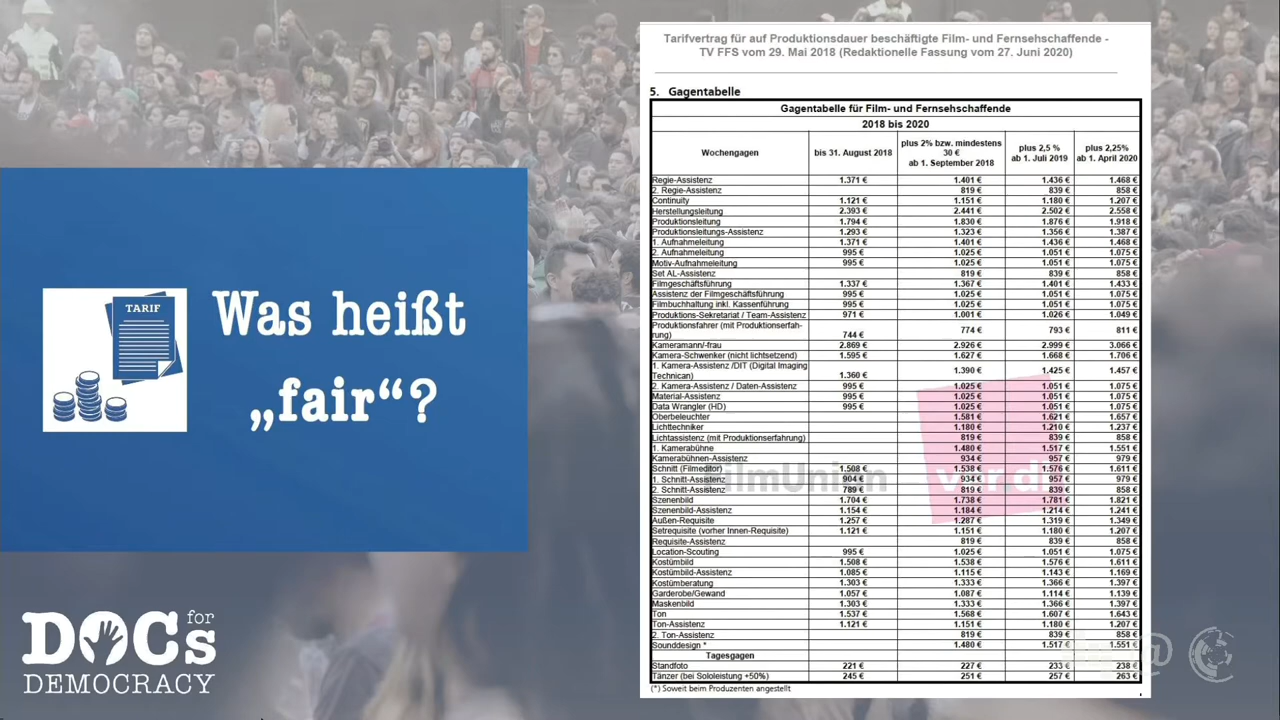 TARIF
Was heißt
„fair“?
for
DOCs
DEMOCRACY
Tarifvertrag für auf Produktionsdauer beschäftigte Film- und Fernsehschaffende -
TV FFS vom 29. Mai 2018 (Redaktionelle Fassung vom 27. Juni 2020)
5. Gagentabelle
Gagentabelle für Film- und Fernsehschaffende
2018 bis 2020
Wochengagen bis 31. August 2018 plus 2% bzw. mindestens 30 € ab 1. September 2018 plus 2,5 % ab 1. Juli 2019 plus 2,25% ab 1. April 2020
Regie-Assistenz 1.371 € 1.401 € 1.436 € 1.468 €
2. Regie-Assistenz 819 € 839 € 858 €
Continuity 1.121 € 1.151 € 1.180 € 1.207 €
Herstellungsleitung 2.393 € 2.441 € 2.502 € 2.558 €
Produktionsleitung 1.794 € 1.830 € 1.876 € 1.918 €
Produktionsleitungs-Assistenz 1.293 € 1.323 € 1.356 € 1.387 €
1. Aufnahmeleitung 1.371 € 1.401 € 1.436 € 1.468 €
2. Aufnahmeleitung 995 € 1.025 € 1.051 € 1.075 €
Motiv-Aufnahmeleitung 995 € 1.025 € 1.051 € 1.075 €
Set AL-Assistenz 819 € 839 € 858 €
Filmgeschäftsführung 1.337 € 1.367 € 1.401 € 1.433 €
Assistenz der Filmgeschäftsführung 995 € 1.025 € 1.051 € 1.075 €
Filmbuchhaltung inkl. Kassenführung 995 € 1.025 € 1.051 € 1.075 €
Produktions-Sekretariat / Team-Assistenz 971 € 1.001 € 1.026 € 1.049 €
Produktionsfahrer (mit Produktionserfah-
rung) 744 € 774 € 793 € 811 €
Kameramann/-frau 2.869 € 2.926 € 2.999 € 3.066 €
Kamera-Schwenker (nicht lichtsetzend) 1.595 € 1.627 € 1.668 € 1.706 €
1. Kamera-Assistenz /DIT (Digital Imaging
Technican) 1.360 € 1.390 € 1.425 € 1.457 €
2. Kamera-Assistenz / Daten-Assistenz 995 € 1.025 € 1.051 € 1.075 €
Material-Assistenz 995 € 1.025 € 1.051 € 1.075 €
Data Wrangler (HD) 995 € 1.025 € 1.051 € 1.075 €
Oberbeleuchter 1.581 € 1.621 € 1.657 €
Lichttechniker 1.180 € 1.210 € 1.237 €
Lichtassistenz (mit Produktionserfahrung) 819 € 839 € 858 €
1. Kamerabühne 1.480 € 1.517 € 1.551 €
Kamerabühnen-Assistenz 934 € 957 € 979 €
Schnitt (Filmeditor) 1.508 € 1.538 € 1.576 € 1.611 €
1. Schnitt-Assistenz 904 € 934 € 957 € 979 €
2. Schnitt-Assistenz 789 € 819 € 839 € 858 €
Szenenbild 1.704 € 1.738 € 1.781 € 1.821 €
Szenenbild-Assistenz 1.154 € 1.184 € 1.214 € 1.241 €
Außen-Requisite 1.257 € 1.287 € 1.319 € 1.349 €
Setrequisite (vorher Innen-Requisite) 1.121 € 1.151 € 1.180 € 1.207 €
Requisite-Assistenz 819 € 839 € 858 €
Location-Scouting 995 € 1.025 € 1.051 € 1.075 €
Kostümbild 1.508 € 1.538 € 1.576 € 1.611 €
Kostümbild-Assistenz 1.085 € 1.115 € 1.143 € 1.169 €
Kostümberatung 1.303 € 1.333 € 1.366 € 1.397 €
Garderobe/Gewand 1.057 € 1.087 € 1.114 € 1.139 €
Maskenbild 1.303 € 1.333 € 1.366 € 1.397 €
Ton 1.537 € 1.568 € 1.607 € 1.643 €
Ton-Assistenz 1.121 € 1.151 € 1.180 € 1.207 €
2. Ton-Assistenz 819 € 839 € 858 €
Sounddesign * 1.480 € 1.517 € 1.551 €
Tagesgagen
Standfoto 221 € 227 € 233 € 238 €
Tänzer (bei Sololeistung +50%) 245 € 251 € 257 € 263 €
(*) Soweit beim Produzenten angestellt
FilmUnion
ver.di